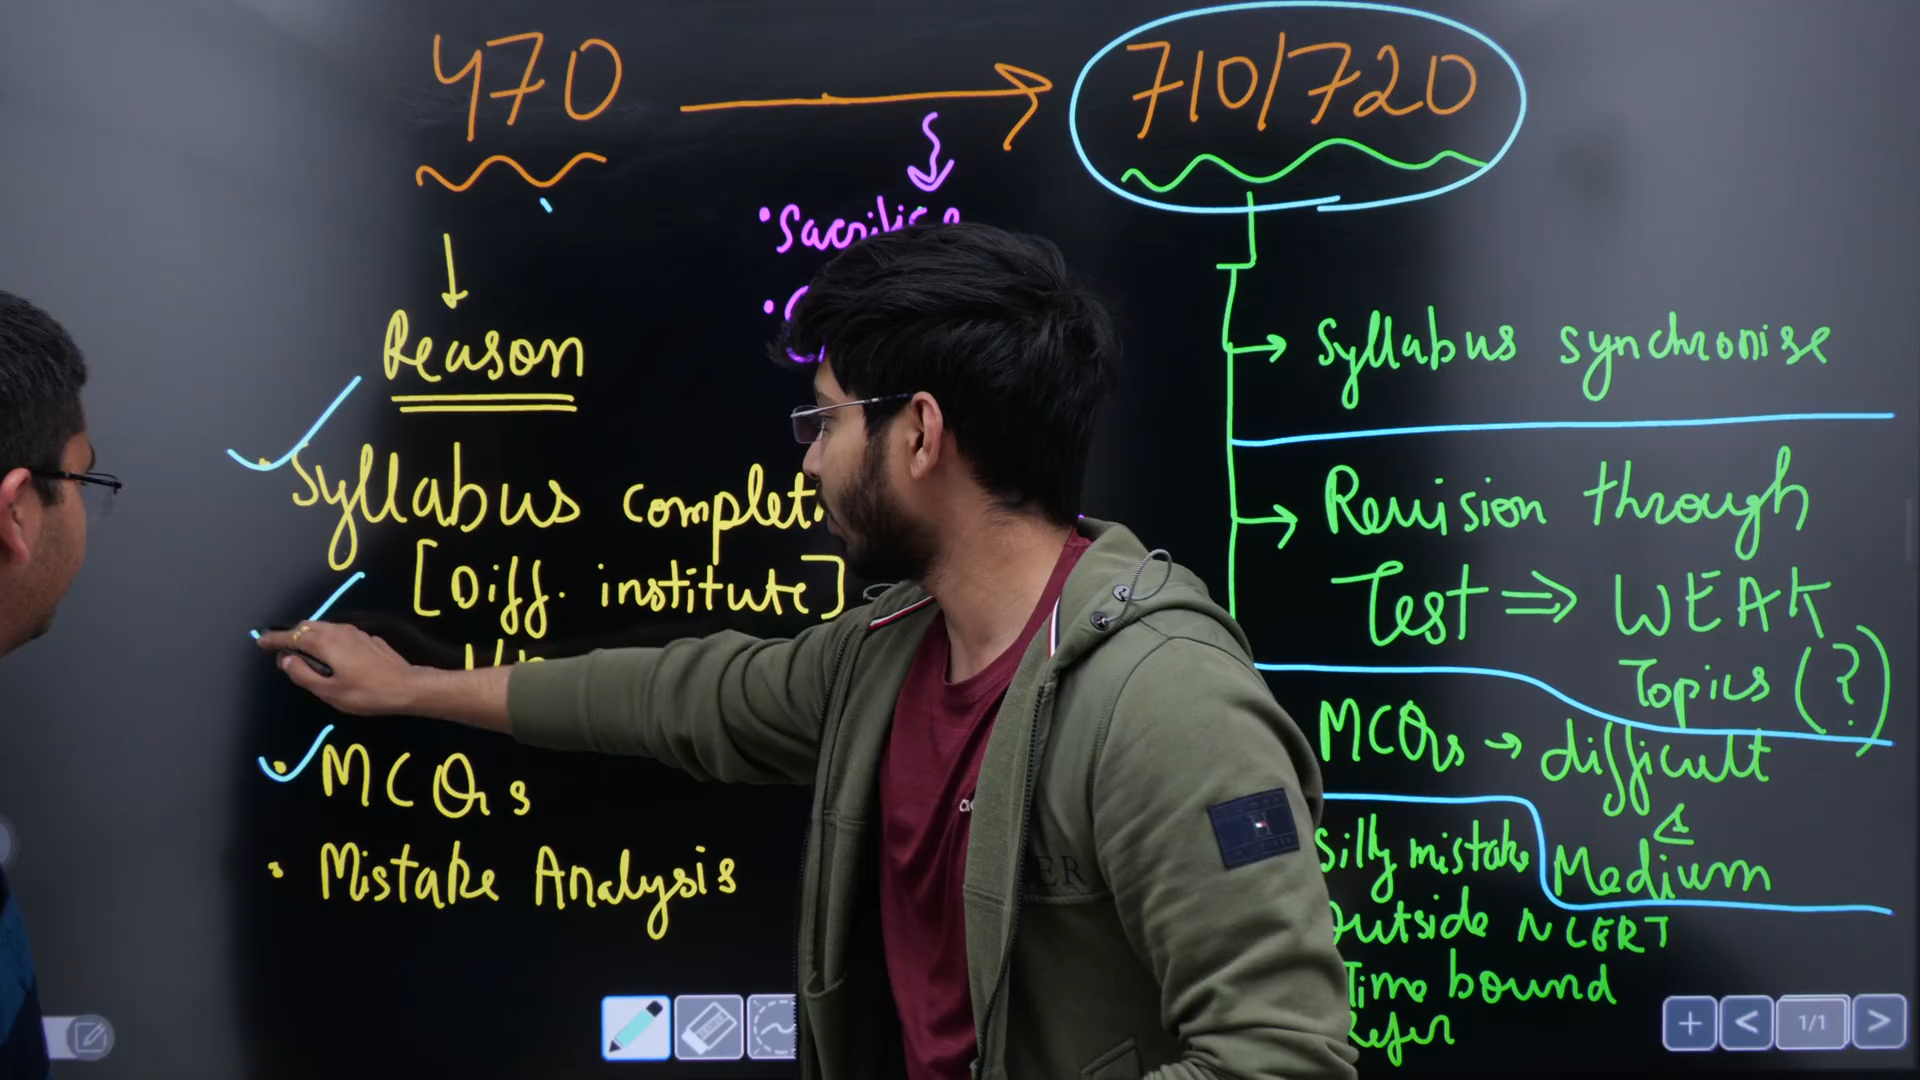 470 → 710/720
Reason
• Syllabus complet
[Diff. institute]
• MCQs
• Mistake Analysis
→ Syllabus synchronise
→ Revision through
Test ⇒ WEAK
Topics (?)
MCQs → difficult
&
Medium
Silly mistake
Outside NCERT
Time bound
Refer
1/1